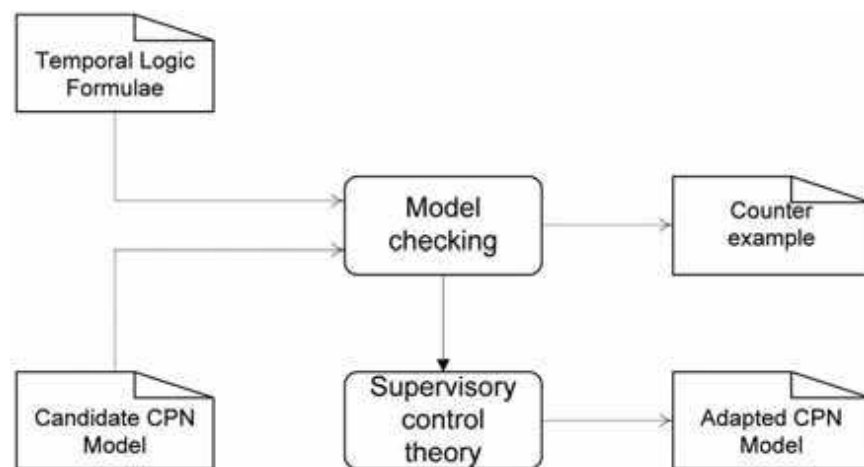 Temporal Logic
Formulae
Model
checking
Counter
example
Candidate CPN
Model
Supervisory
control
theory
Adapted CPN
Model